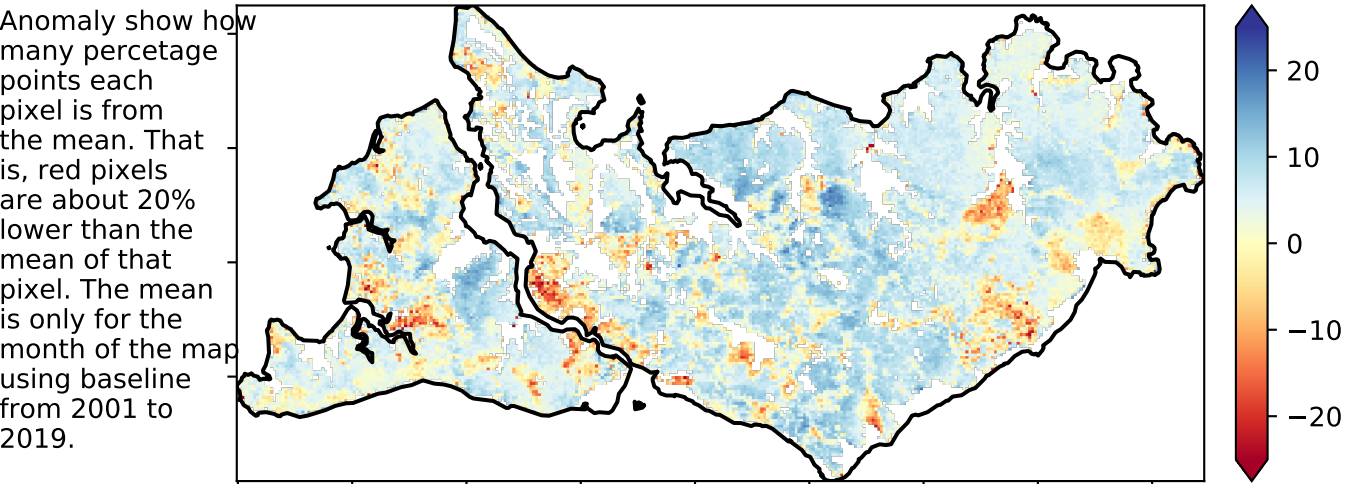 Anomaly show how
many percetage
points each
pixel is from
the mean. That
is, red pixels
are about 20%
lower than the
mean of that
pixel. The mean
is only for the
month of the map
using baseline
from 2001 to
2019.
20
10
0
−10
−20